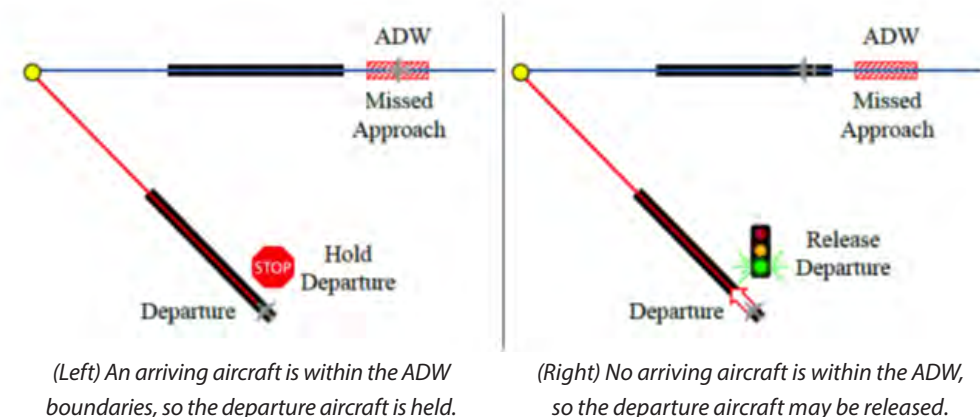 ADW
Missed
Approach
STOP
Hold
Departure
Departure
(Left) An arriving aircraft is within the ADW
boundaries, so the departure aircraft is held.
ADW
Missed
Approach
Release
Departure
Departure
(Right) No arriving aircraft is within the ADW,
so the departure aircraft may be released.